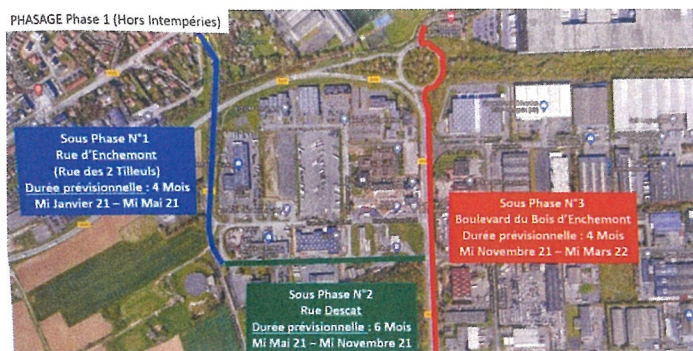 PHASAGE Phase 1 (Hors Intempéries)
Sous Phase N°1
Rue d'Enchemont
(Rue des 2 Tilleuls)
Durée prévisionnelle : 4 Mois
Mi Janvier 21 – Mi Mai 21
Sous Phase N°3
Boulevard du Bois d'Enchemont
Durée prévisionnelle : 4 Mois
Mi Novembre 21 – Mi Mars 22
Sous Phase N°2
Rue Descat
Durée prévisionnelle : 6 Mois
Mi Mai 21 – Mi Novembre 21